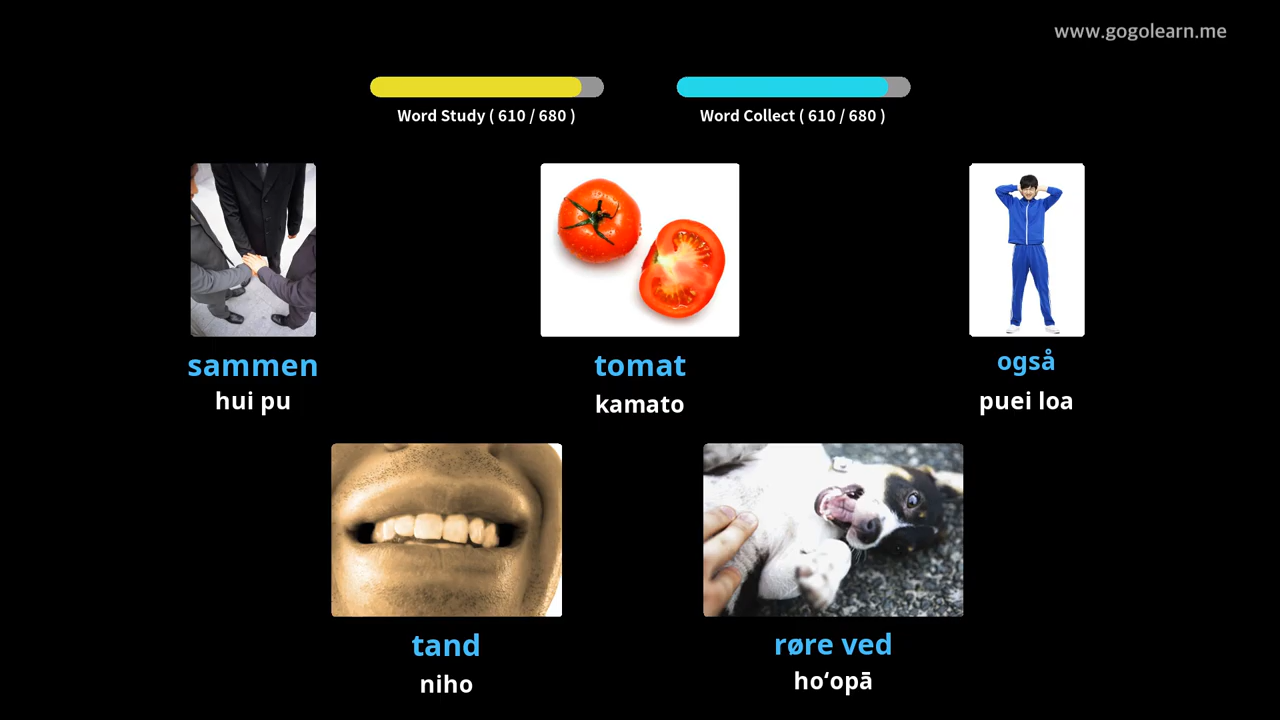 www.gogolearn.me
Word Study ( 610 / 680 )
Word Collect ( 610 / 680 )
sammen
hui pu
tomat
kamato
også
puei loa
tand
niho
røre ved
hoʻopā